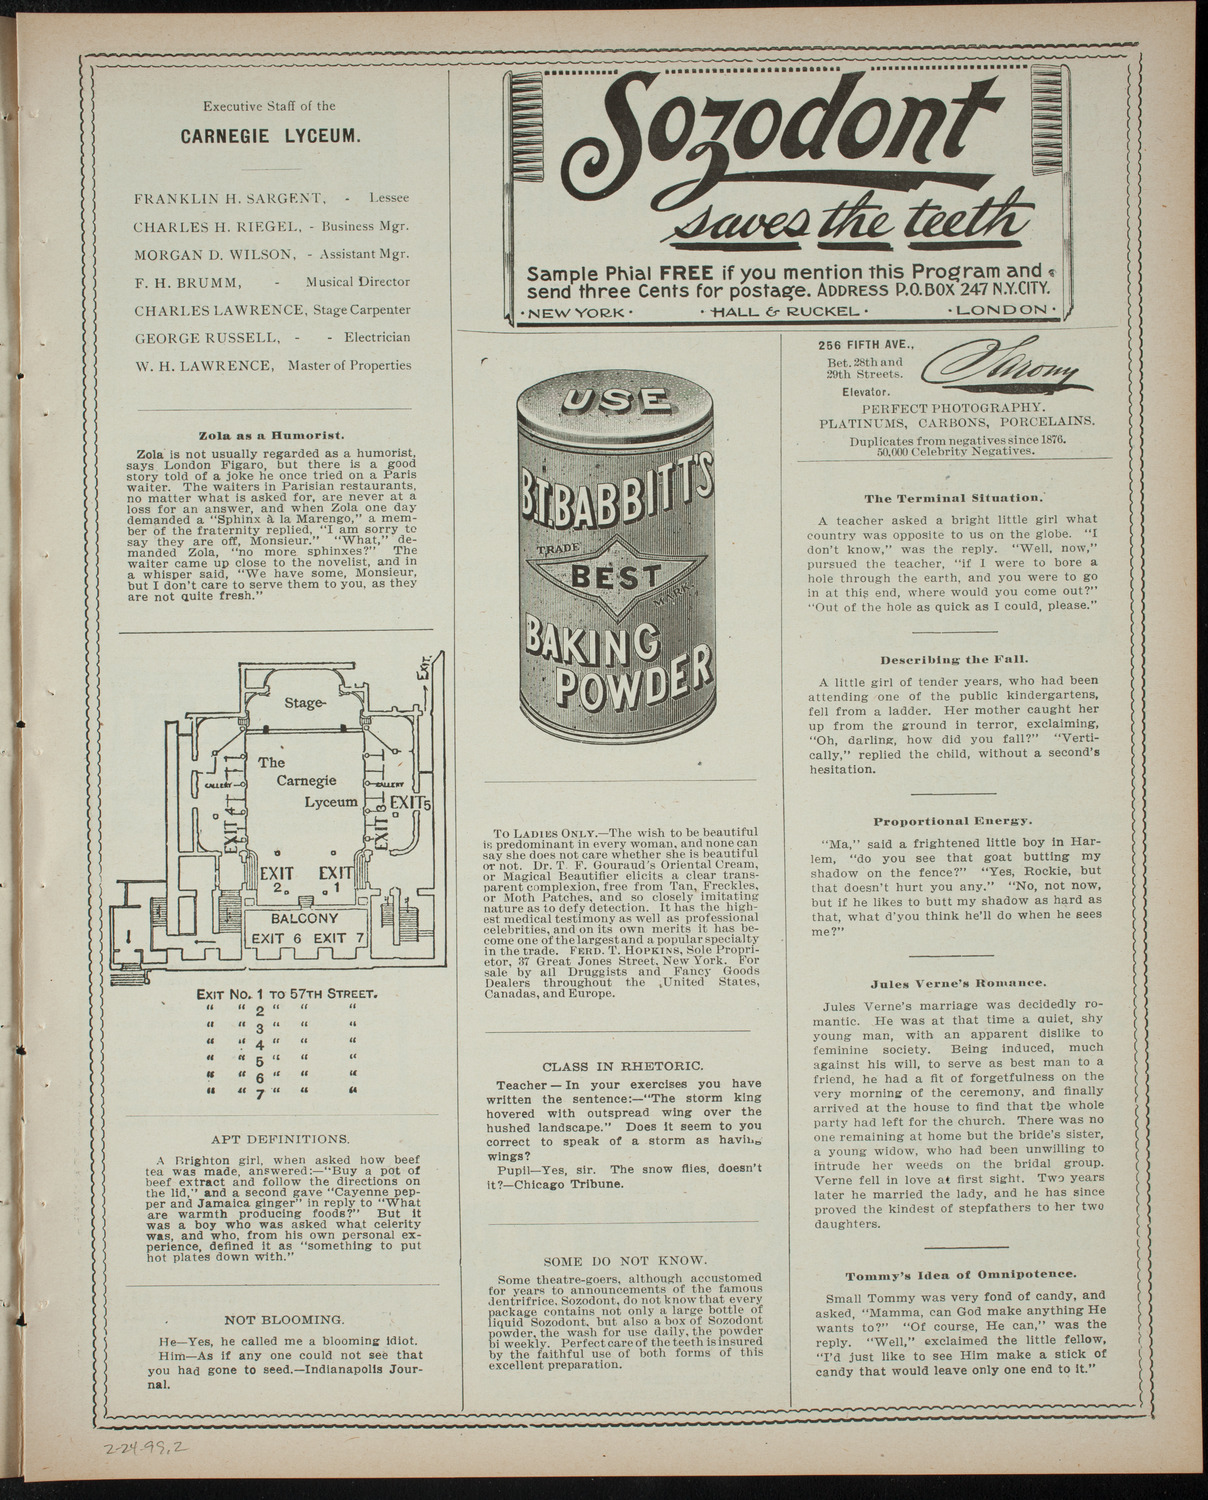 Executive Staff of the
CARNEGIE LYCEUM.
FRANKLIN H. SARGENT, - Lessee
CHARLES H. RIEGEL, - Business Mgr.
MORGAN D. WILSON, - Assistant Mgr.
F. H. BRUMM, - Musical Director
CHARLES LAWRENCE, Stage Carpenter
GEORGE RUSSELL, - - Electrician
W. H. LAWRENCE, Master of Properties
Zola as a Humorist.
Zola is not usually regarded as a humorist,
says London Figaro, but there is a good
story told of a joke he once tried on a Paris
waiter. The waiters in Parisian restaurants,
no matter what is asked for, are never at a
loss for an answer, and when Zola one day
demanded a "Sphinx à la Marengo," a mem-
ber of the fraternity replied, "I am sorry to
say they are off, Monsieur." "What," de-
manded Zola, "no more sphinxes?" The
waiter came up close to the novelist, and in
a whisper said, "We have some, Monsieur,
but I don't care to serve them to you, as they
are not quite fresh."
EXIT.
Stage-
The
Carnegie
Lyceum
GALLERY
GALLERY
EXIT 4
EXIT 3
EXIT 5
EXIT EXIT
2. 1
BALCONY
EXIT 6 EXIT 7
EXIT No. 1 TO 57TH STREET.
" " 2 " " "
" " 3 " " "
" " 4 " " "
" " 5 " " "
" " 6 " " "
" " 7 " " "
APT DEFINITIONS.
A Brighton girl, when asked how beef
tea was made, answered:—"Buy a pot of
beef extract and follow the directions on
the lid," and a second gave "Cayenne pep-
per and Jamaica ginger" in reply to "What
are warmth producing foods?" But it
was a boy who was asked what celerity
was, and who, from his own personal ex-
perience, defined it as "something to put
hot plates down with."
NOT BLOOMING.
He—Yes, he called me a blooming idiot.
Him—As if any one could not see that
you had gone to seed.—Indianapolis Jour-
nal.
Sozodont
saves the teeth
Sample Phial FREE if you mention this Program and
send three Cents for postage. ADDRESS P.O. BOX 247 N.Y. CITY.
· NEW YORK · · HALL & RUCKEL · · LONDON ·
USE
B.T. BABBITT'S
TRADE
BEST
MARK
BAKING
POWDER
TO LADIES ONLY.—The wish to be beautiful
is predominant in every woman, and none can
say she does not care whether she is beautiful
or not. Dr. T. F. Gouraud's Oriental Cream,
or Magical Beautifier elicits a clear trans-
parent complexion, free from Tan, Freckles,
or Moth Patches, and so closely imitating
nature as to defy detection. It has the high-
est medical testimony as well as professional
celebrities, and on its own merits it has be-
come one of the largest and a popular specialty
in the trade. FERD. T. HOPKINS, Sole Propri-
etor, 37 Great Jones Street, New York. For
sale by all Druggists and Fancy Goods
Dealers throughout the United States,
Canadas, and Europe.
CLASS IN RHETORIC.
Teacher — In your exercises you have
written the sentence:—"The storm king
hovered with outspread wing over the
hushed landscape." Does it seem to you
correct to speak of a storm as having
wings?
Pupil—Yes, sir. The snow flies, doesn't
it?—Chicago Tribune.
SOME DO NOT KNOW.
Some theatre-goers, although accustomed
for years to announcements of the famous
dentrifrice, Sozodont, do not know that every
package contains not only a large bottle of
liquid Sozodont, but also a box of Sozodont
powder, the wash for use daily, the powder
bi weekly. Perfect care of the teeth is insured
by the faithful use of both forms of this
excellent preparation.
256 FIFTH AVE.,
Bet. 28th and
29th Streets.
Elevator.
Sarony
PERFECT PHOTOGRAPHY.
PLATINUMS, CARBONS, PORCELAINS.
Duplicates from negatives since 1876.
50,000 Celebrity Negatives.
The Terminal Situation.
A teacher asked a bright little girl what
country was opposite to us on the globe. "I
don't know," was the reply. "Well, now,"
pursued the teacher, "if I were to bore a
hole through the earth, and you were to go
in at this end, where would you come out?"
"Out of the hole as quick as I could, please."
Describing the Fall.
A little girl of tender years, who had been
attending one of the public kindergartens,
fell from a ladder. Her mother caught her
up from the ground in terror, exclaiming,
"Oh, darling, how did you fall?" "Verti-
cally," replied the child, without a second's
hesitation.
Proportional Energy.
"Ma," said a frightened little boy in Har-
lem, "do you see that goat butting my
shadow on the fence?" "Yes, Rockie, but
that doesn't hurt you any." "No, not now,
but if he likes to butt my shadow as hard as
that, what d'you think he'll do when he sees
me?"
Jules Verne's Romance.
Jules Verne's marriage was decidedly ro-
mantic. He was at that time a quiet, shy
young man, with an apparent dislike to
feminine society. Being induced, much
against his will, to serve as best man to a
friend, he had a fit of forgetfulness on the
very morning of the ceremony, and finally
arrived at the house to find that the whole
party had left for the church. There was no
one remaining at home but the bride's sister,
a young widow, who had been unwilling to
intrude her weeds on the bridal group.
Verne fell in love at first sight. Two years
later he married the lady, and he has since
proved the kindest of stepfathers to her two
daughters.
Tommy's Idea of Omnipotence.
Small Tommy was very fond of candy, and
asked, "Mamma, can God make anything He
wants to?" "Of course, He can," was the
reply. "Well," exclaimed the little fellow,
"I'd just like to see Him make a stick of
candy that would leave only one end to it."
2-24-99,2